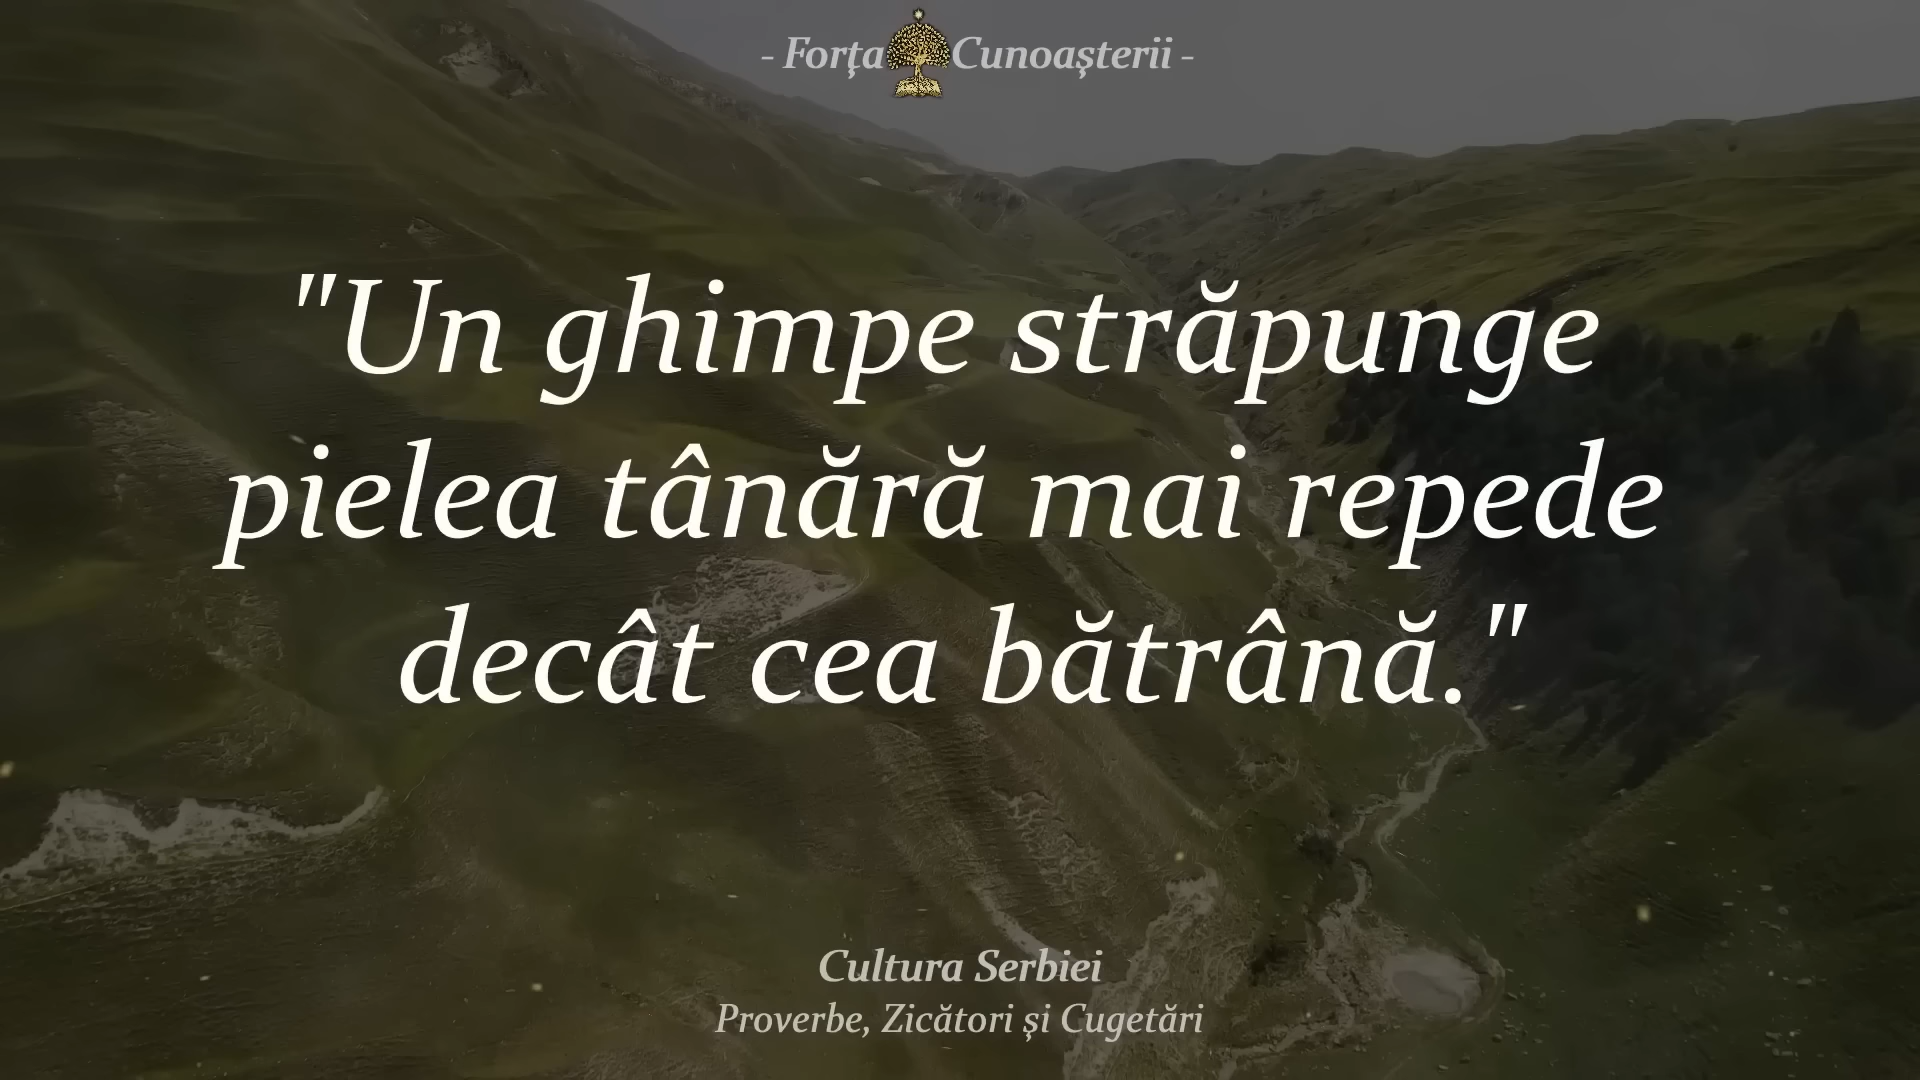 - Forța Cunoașterii -
"Un ghimpe străpunge
pielea tânără mai repede
decât cea bătrână."
Cultura Serbiei
Proverbe, Zicători și Cugetări